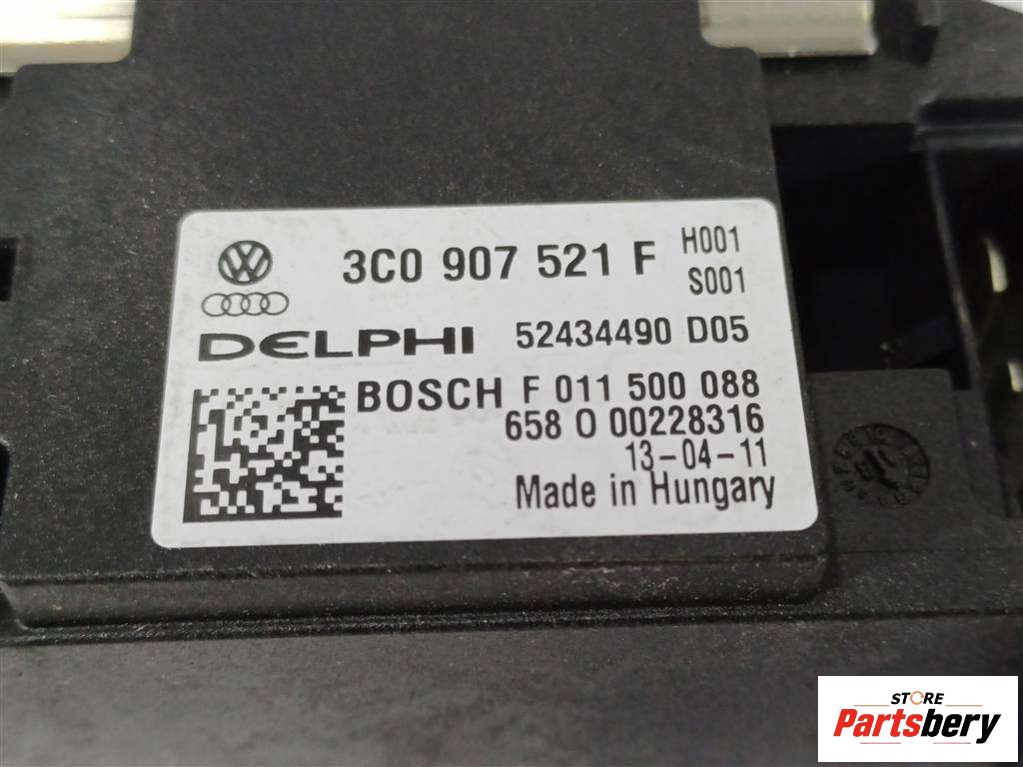 3C0 907 521 F H001
S001
DELPHI 52434490 D05
BOSCH F 011 500 088
658 0 00228316
13-04-11
Made in Hungary
STORE
Partsbery